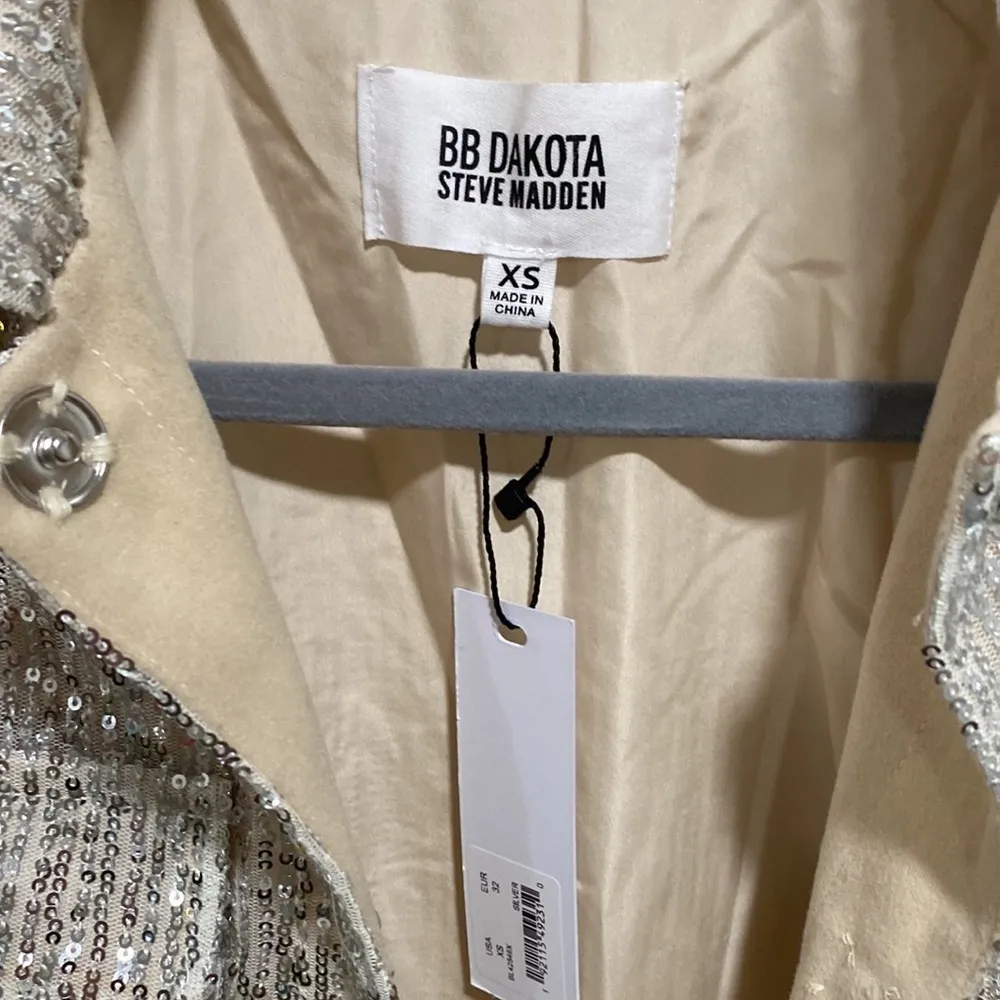 BB DAKOTA
STEVE MADDEN
XS
MADE IN
CHINA
EUR
32
USA
XS
SILVER